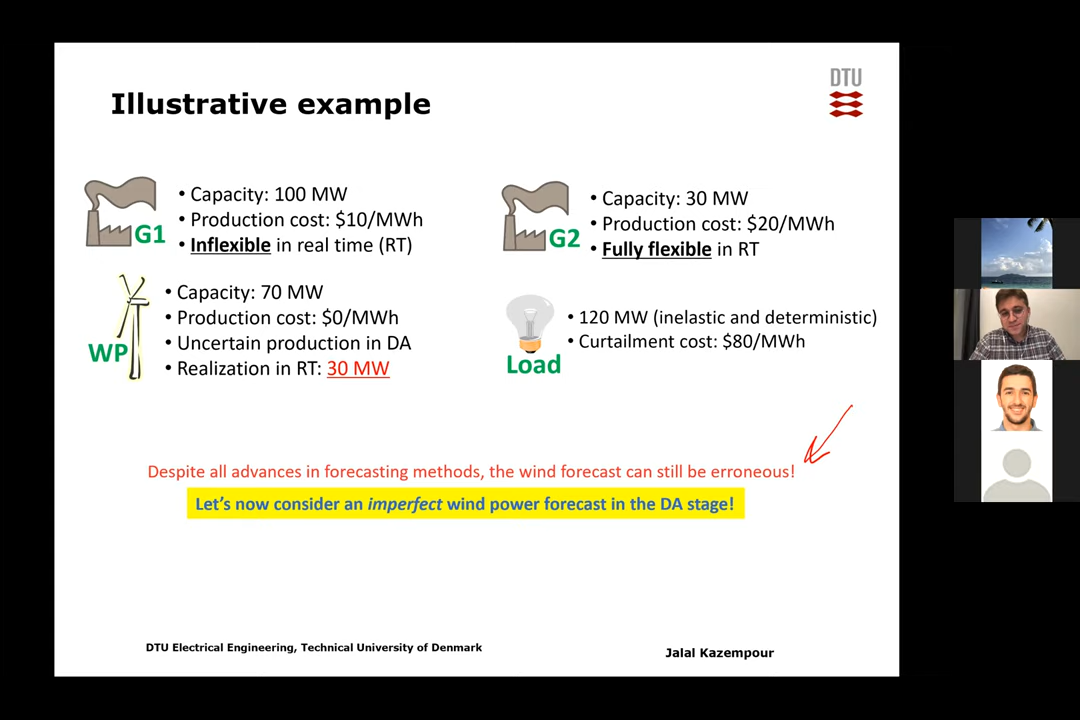 Illustrative example
DTU
• Capacity: 100 MW
• Production cost: $10/MWh
• Inflexible in real time (RT)
G1
• Capacity: 30 MW
• Production cost: $20/MWh
• Fully flexible in RT
G2
• Capacity: 70 MW
• Production cost: $0/MWh
• Uncertain production in DA
• Realization in RT: 30 MW
WP
• 120 MW (inelastic and deterministic)
• Curtailment cost: $80/MWh
Load
Despite all advances in forecasting methods, the wind forecast can still be erroneous!
Let's now consider an imperfect wind power forecast in the DA stage!
DTU Electrical Engineering, Technical University of Denmark
Jalal Kazempour